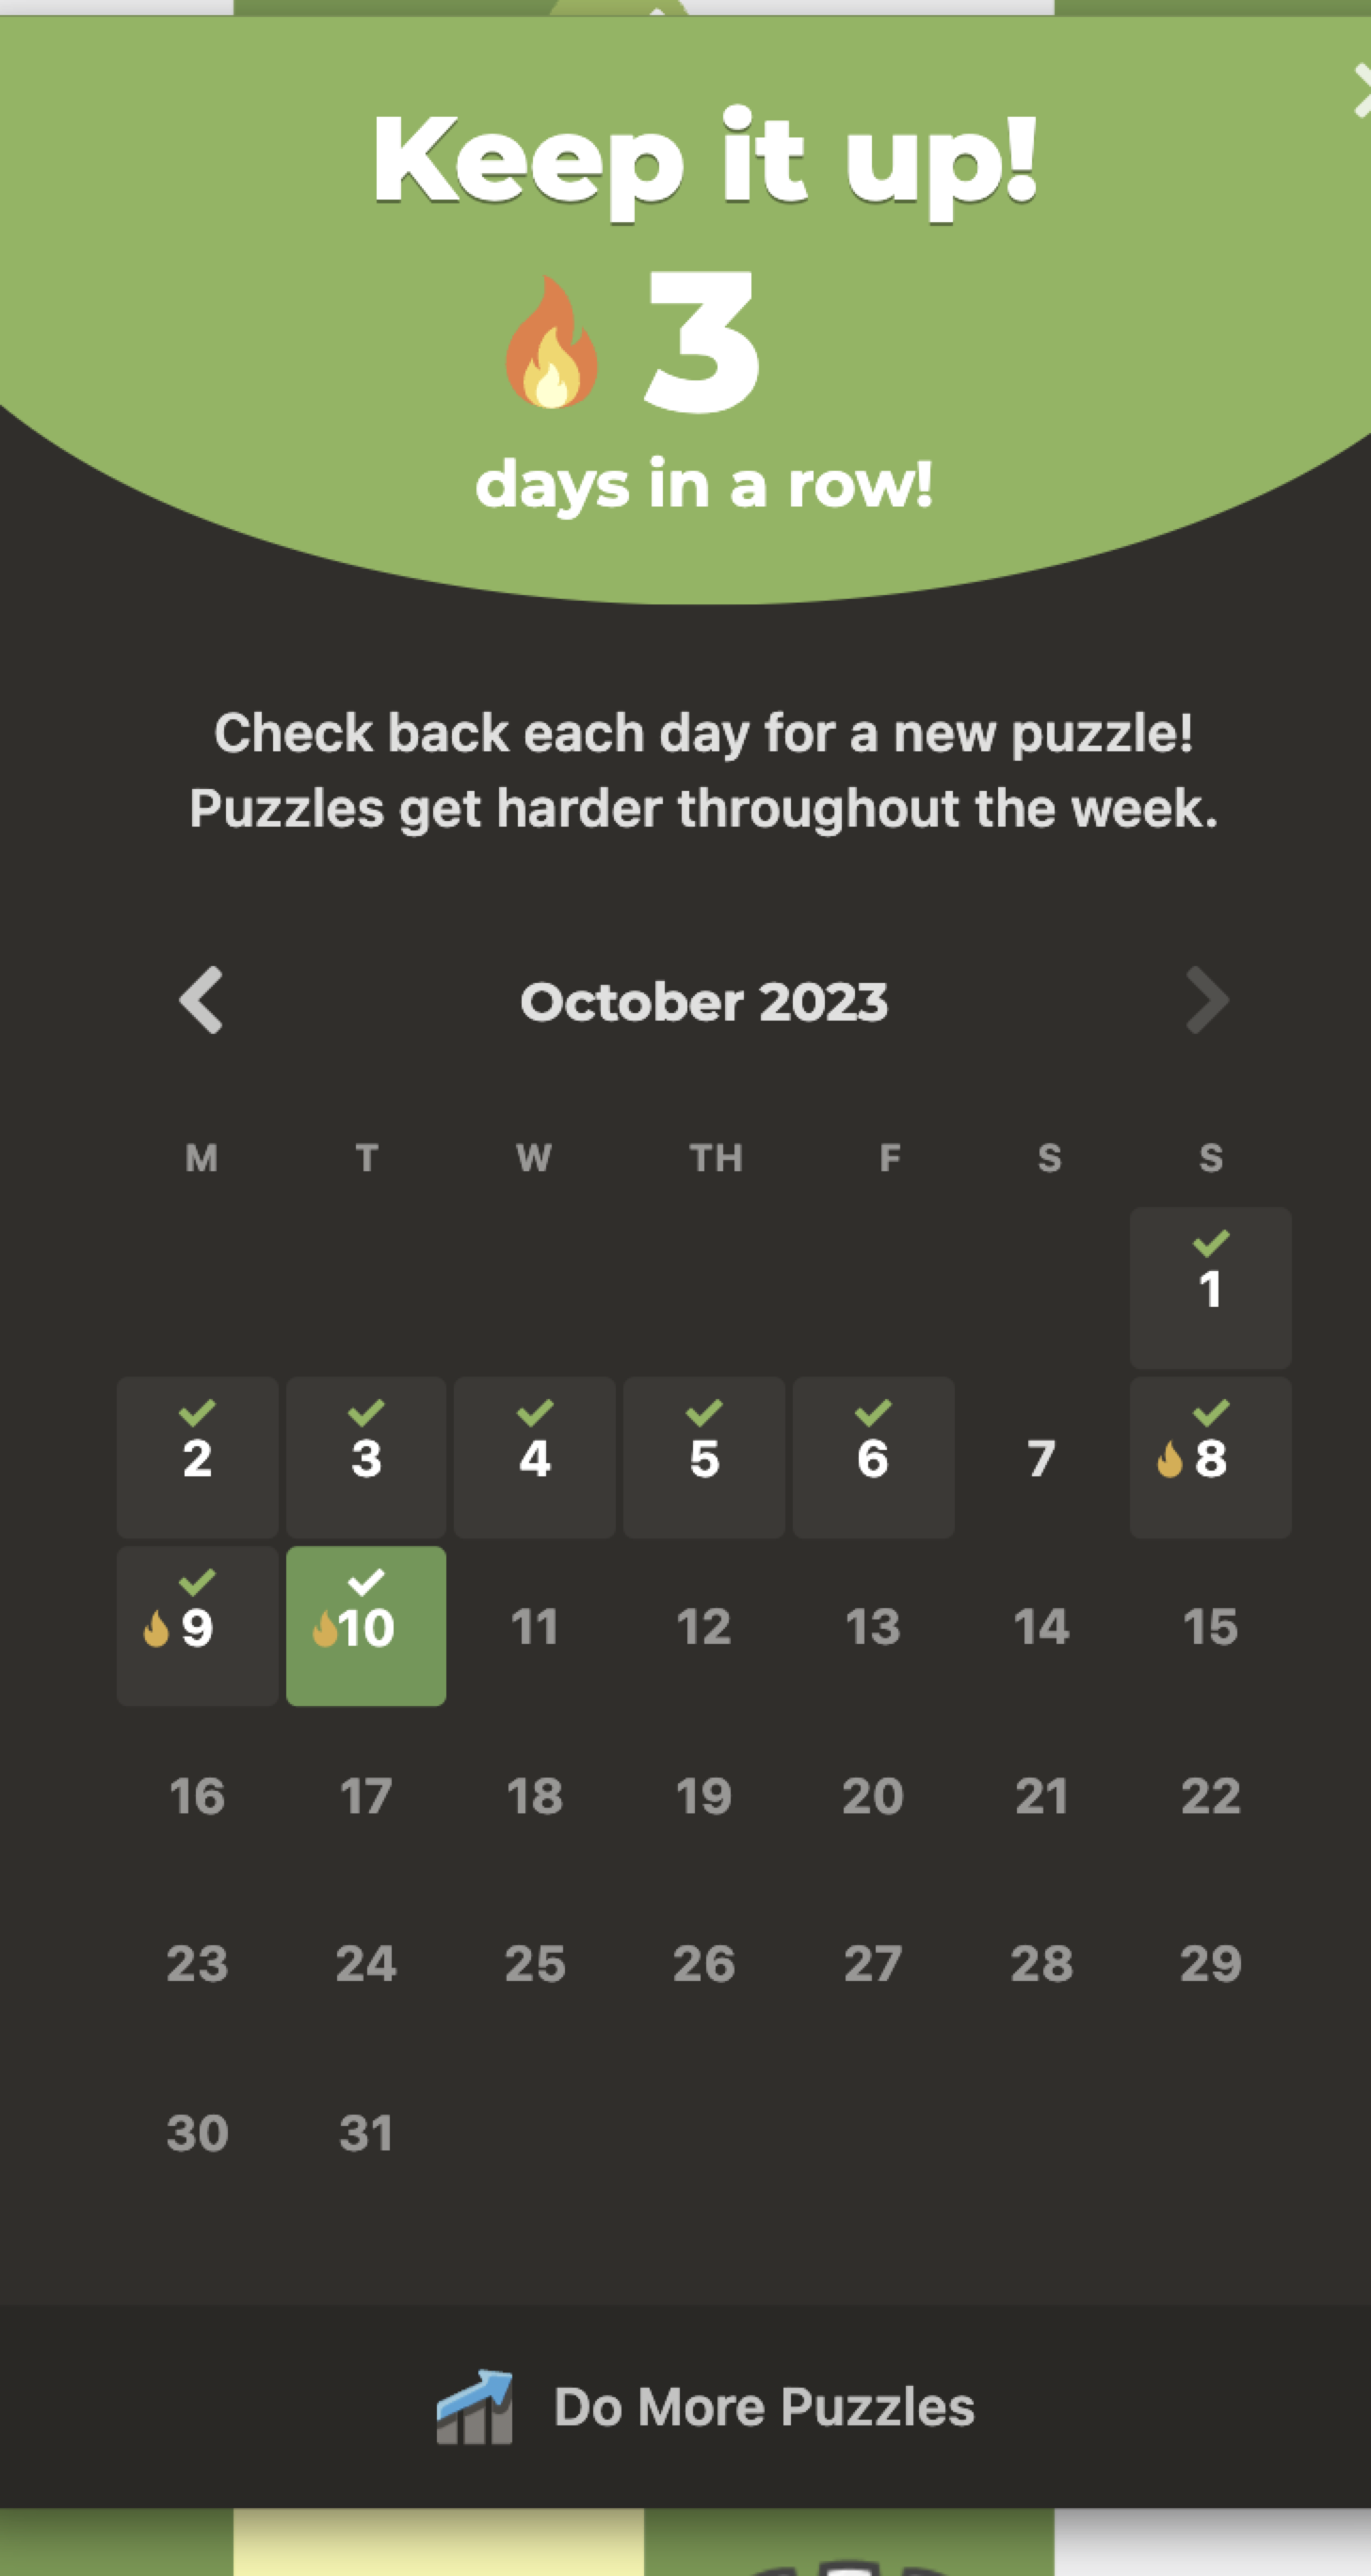 Keep it up!
3
days in a row!
Check back each day for a new puzzle!
Puzzles get harder throughout the week.
October 2023
M T W TH F S S
1
2 3 4 5 6 7 8
9 10 11 12 13 14 15
16 17 18 19 20 21 22
23 24 25 26 27 28 29
30 31
Do More Puzzles